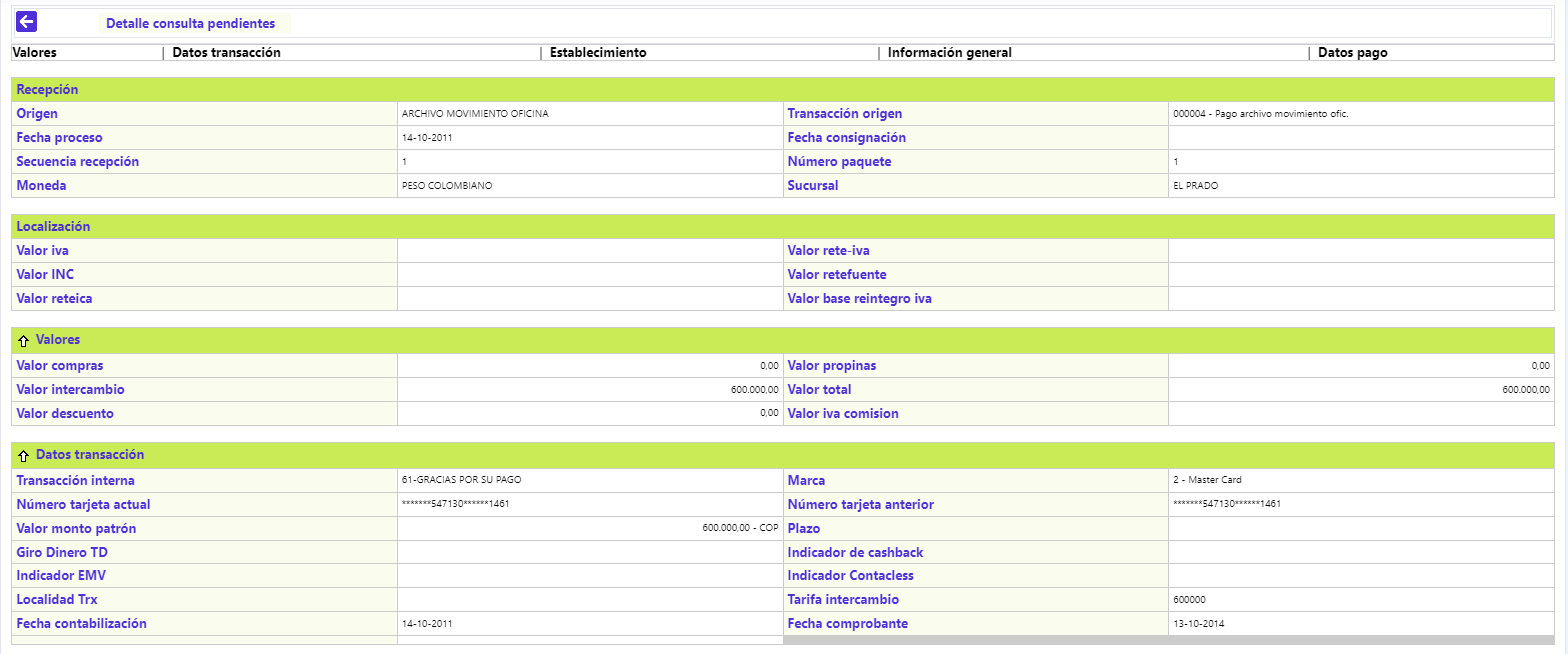 Detalle consulta pendientes
Valores | Datos transacción | Establecimiento | Información general | Datos pago
Recepción
Origen ARCHIVO MOVIMIENTO OFICINA Transacción origen 000004 - Pago archivo movimiento ofic.
Fecha proceso 14-10-2011 Fecha consignación
Secuencia recepción 1 Número paquete 1
Moneda PESO COLOMBIANO Sucursal EL PRADO
Localización
Valor iva Valor rete-iva
Valor INC Valor retefuente
Valor reteica Valor base reintegro iva
Valores
Valor compras 0,00 Valor propinas 0,00
Valor intercambio 600.000,00 Valor total 600.000,00
Valor descuento 0,00 Valor iva comision
Datos transacción
Transacción interna 61-GRACIAS POR SU PAGO Marca 2 - Master Card
Número tarjeta actual *******547130******1461 Número tarjeta anterior *******547130******1461
Valor monto patrón 600.000,00 - COP Plazo
Giro Dinero TD Indicador de cashback
Indicador EMV Indicador Contacless
Localidad Trx Tarifa intercambio 600000
Fecha contabilización 14-10-2011 Fecha comprobante 13-10-2014